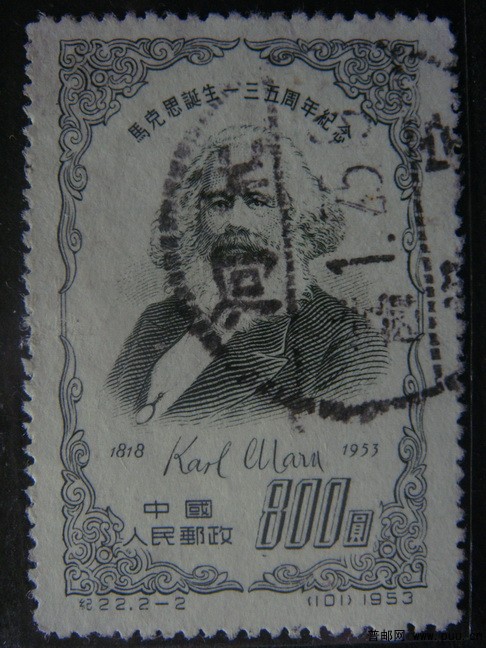 馬克思誕生一三五周年紀念
1818 Karl Marx 1953
中國
人民郵政
800圓
紀22.2-2 (101) 1953